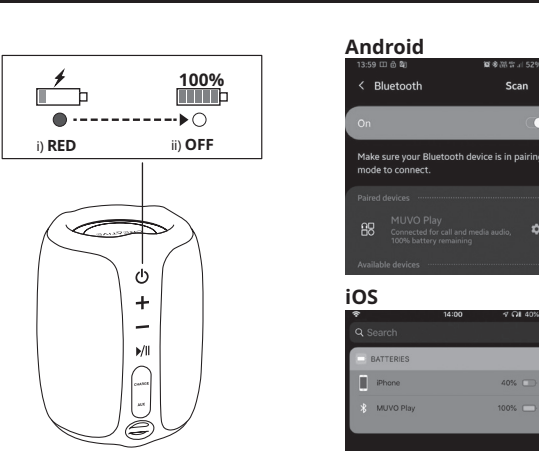 100%
i) RED
ii) OFF
CHARGE
AUX
Android
13:59
52%
Bluetooth
Scan
On
Make sure your Bluetooth device is in pairing
mode to connect.
Paired devices
MUVO Play
Connected for call and media audio,
100% battery remaining
Available devices
iOS
14:00
40%
Search
BATTERIES
iPhone
40%
MUVO Play
100%